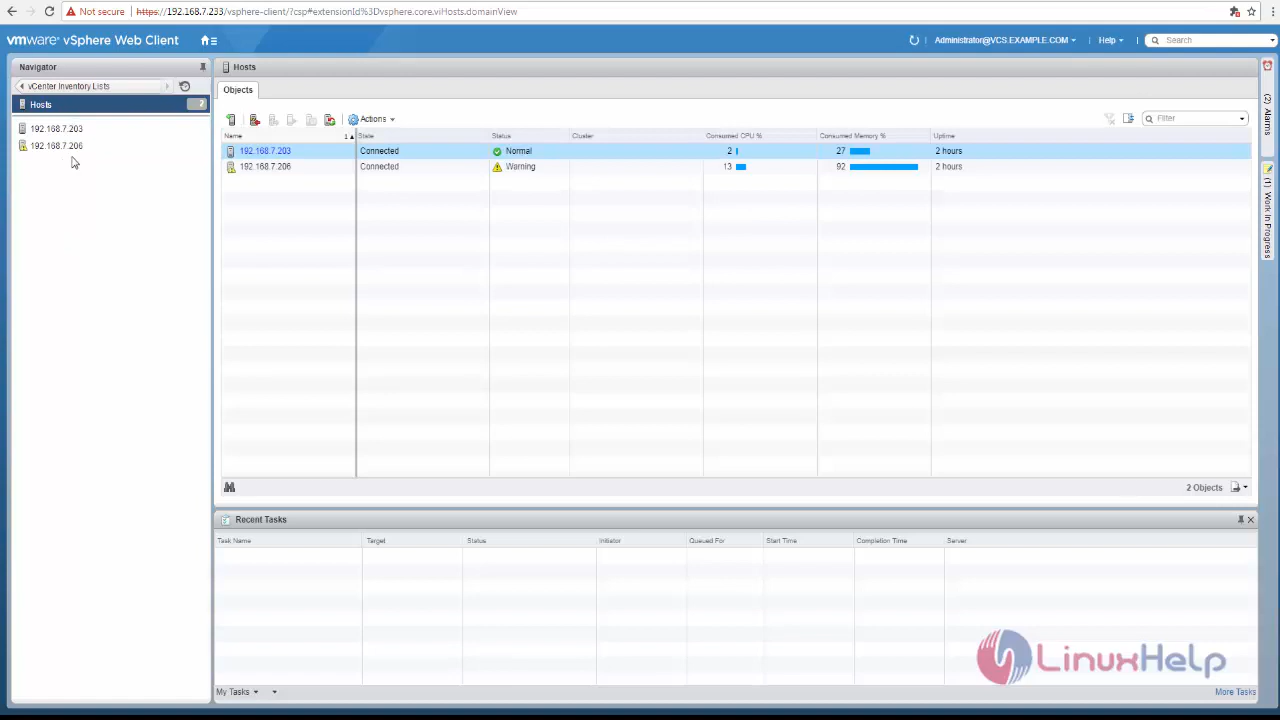 Not secure https://192.168.7.233/vsphere-client/?csp#extensionId%3Dvsphere.core.viHosts.domainView
vmware® vSphere Web Client
Administrator@VCS.EXAMPLE.COM
Help
Search
Navigator
vCenter Inventory Lists
Hosts 2
192.168.7.203
192.168.7.206
Hosts
Objects
Actions
Filter
Name 1 State Status Cluster Consumed CPU % Consumed Memory % Uptime
192.168.7.203 Connected Normal 2 27 2 hours
192.168.7.206 Connected Warning 13 92 2 hours
2 Objects
Recent Tasks
Task Name Target Status Initiator Queued For Start Time Completion Time Server
My Tasks
More Tasks
(2) Alarms
(1) Work In Progress
LinuxHelp